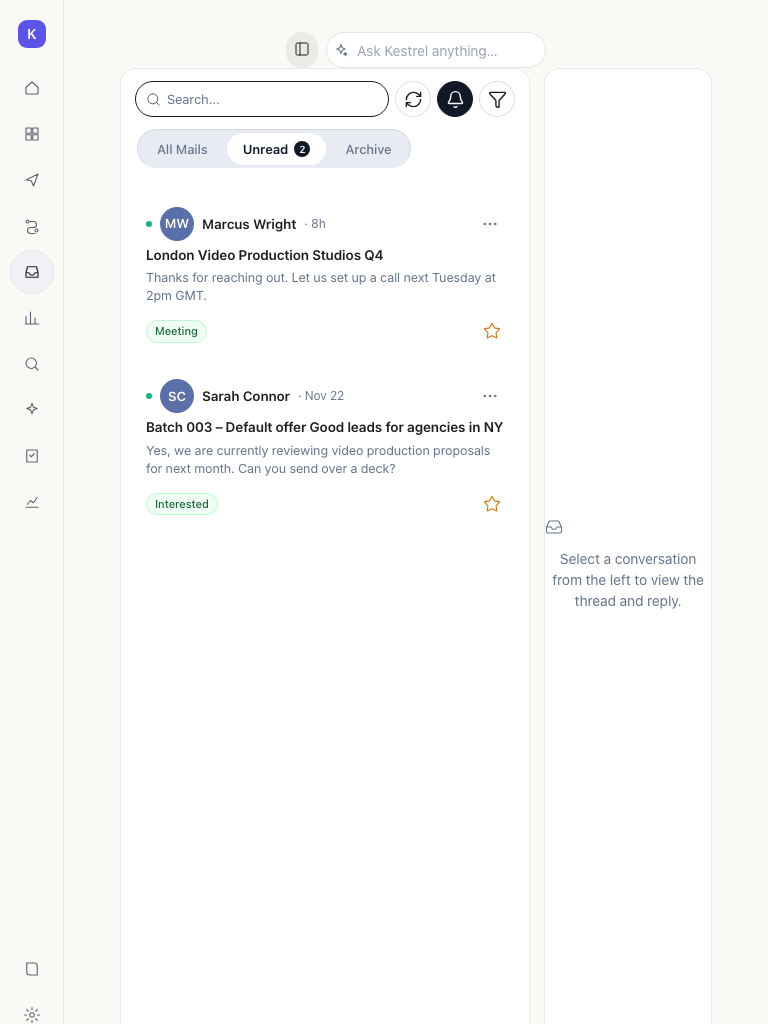 K
Ask Kestrel anything...
Search...
All Mails
Unread 2
Archive
MW Marcus Wright · 8h
London Video Production Studios Q4
Thanks for reaching out. Let us set up a call next Tuesday at
2pm GMT.
Meeting
SC Sarah Connor · Nov 22
Batch 003 – Default offer Good leads for agencies in NY
Yes, we are currently reviewing video production proposals
for next month. Can you send over a deck?
Interested
Select a conversation
from the left to view the
thread and reply.